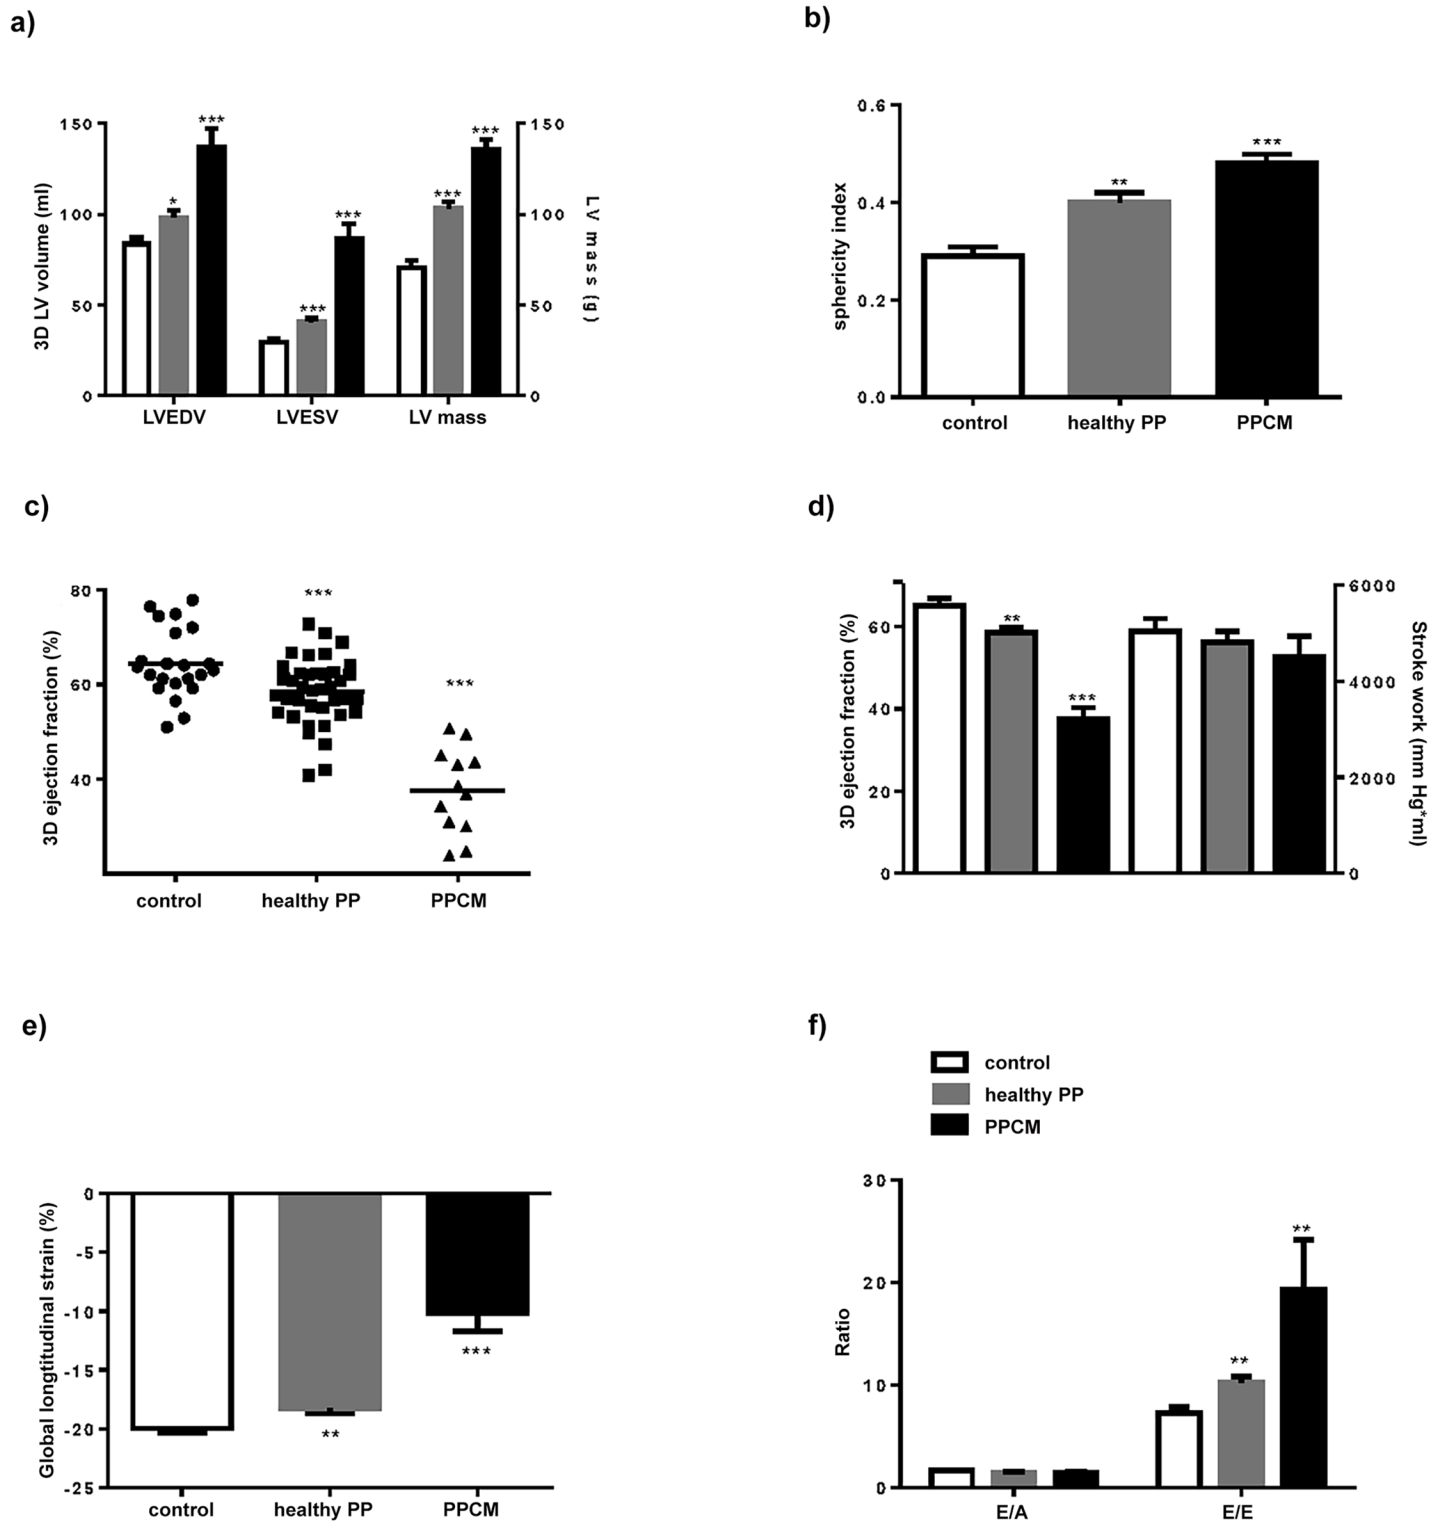 a)
150
100
50
0
3D LV volume (ml)
***
*
***
***
***
***
150
100
50
0
LV mass (g)
LVEDV
LVESV
LV mass
b)
0.6
0.4
0.2
0.0
sphericity index
**
***
control
healthy PP
PPCM
c)
80
60
40
3D ejection fraction (%)
***
***
control
healthy PP
PPCM
d)
60
40
20
0
3D ejection fraction (%)
**
***
6000
4000
2000
0
Stroke work (mm Hg*ml)
e)
0
-5
-10
-15
-20
-25
Global longtitudinal strain (%)
**
***
control
healthy PP
PPCM
f)
control
healthy PP
PPCM
30
20
10
0
Ratio
**
**
E/A
E/E